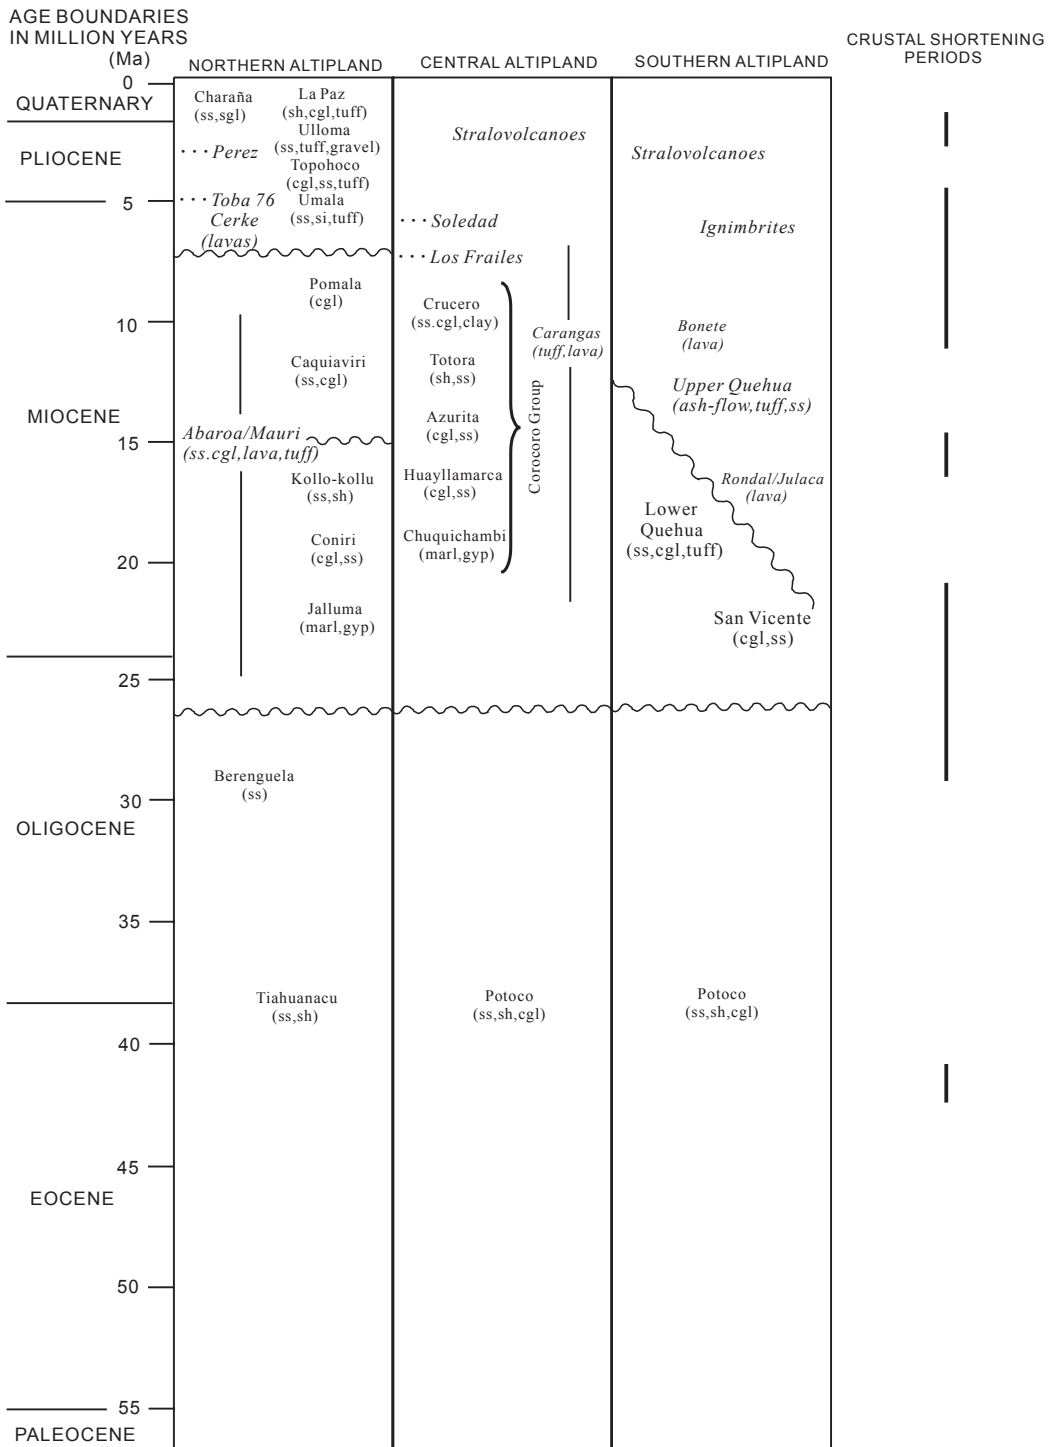 AGE BOUNDARIES
IN MILLION YEARS
(Ma)
NORTHERN ALTIPLAND
CENTRAL ALTIPLAND
SOUTHERN ALTIPLAND
CRUSTAL SHORTENING
PERIODS
0
QUATERNARY
PLIOCENE
5
10
MIOCENE
15
20
25
30
OLIGOCENE
35
40
45
EOCENE
50
55
PALEOCENE
Charaña
(ss,sgl)
··· Perez
··· Toba 76
Cerke
(lavas)
La Paz
(sh,cgl,tuff)
Ulloma
(ss,tuff,gravel)
Topohoco
(cgl,ss,tuff)
Umala
(ss,si,tuff)
Pomala
(cgl)
Caquiaviri
(ss,cgl)
Abaroa/Mauri
(ss.cgl,lava,tuff)
Kollo-kollu
(ss,sh)
Coniri
(cgl,ss)
Jalluma
(marl,gyp)
Berenguela
(ss)
Tiahuanacu
(ss,sh)
Stralovolcanoes
··· Soledad
··· Los Frailes
Crucero
(ss.cgl,clay)
Totora
(sh,ss)
Azurita
(cgl,ss)
Huayllamarca
(cgl,ss)
Chuquichambi
(marl,gyp)
Corocoro Group
Carangas
(tuff,lava)
Potoco
(ss,sh,cgl)
Stralovolcanoes
Ignimbrites
Bonete
(lava)
Upper Quehua
(ash-flow,tuff,ss)
Rondal/Julaca
(lava)
Lower
Quehua
(ss,cgl,tuff)
San Vicente
(cgl,ss)
Potoco
(ss,sh,cgl)